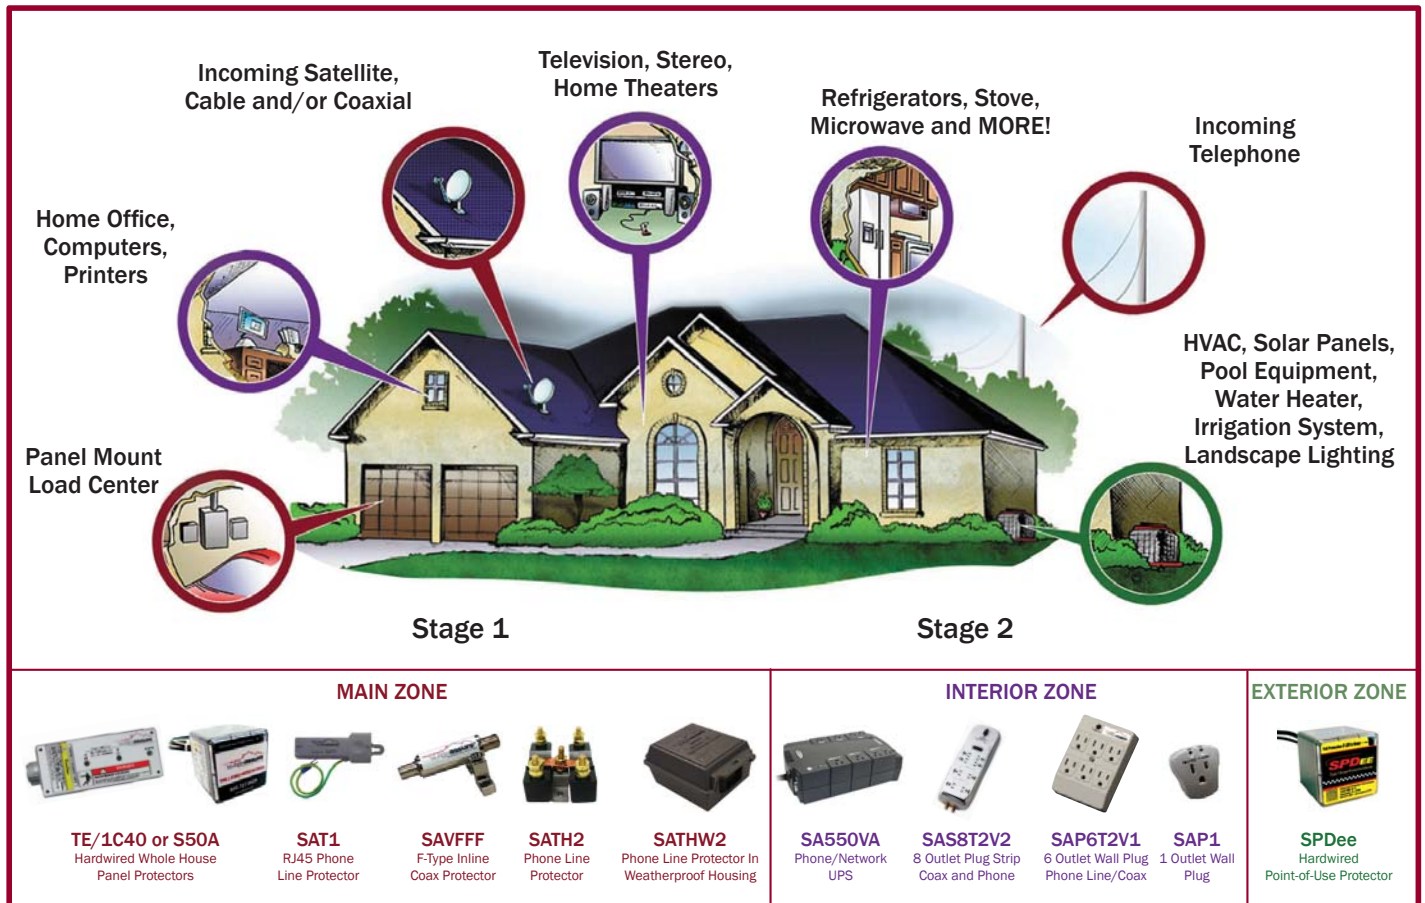 Incoming Satellite,
Cable and/or Coaxial
Television, Stereo,
Home Theaters
Refrigerators, Stove,
Microwave and MORE!
Incoming
Telephone
Home Office,
Computers,
Printers
HVAC, Solar Panels,
Pool Equipment,
Water Heater,
Irrigation System,
Landscape Lighting
Panel Mount
Load Center
Stage 1
Stage 2
MAIN ZONE
TE/1C40 or S50A
Hardwired Whole House
Panel Protectors
SAT1
RJ45 Phone
Line Protector
SAVFFF
F-Type Inline
Coax Protector
SATH2
Phone Line
Protector
SATHW2
Phone Line Protector In
Weatherproof Housing
INTERIOR ZONE
SA550VA
Phone/Network
UPS
SAS8T2V2
8 Outlet Plug Strip
Coax and Phone
SAP6T2V1
6 Outlet Wall Plug
Phone Line/Coax
SAP1
1 Outlet Wall
Plug
EXTERIOR ZONE
SPDEE
SPDee
Hardwired
Point-of-Use Protector